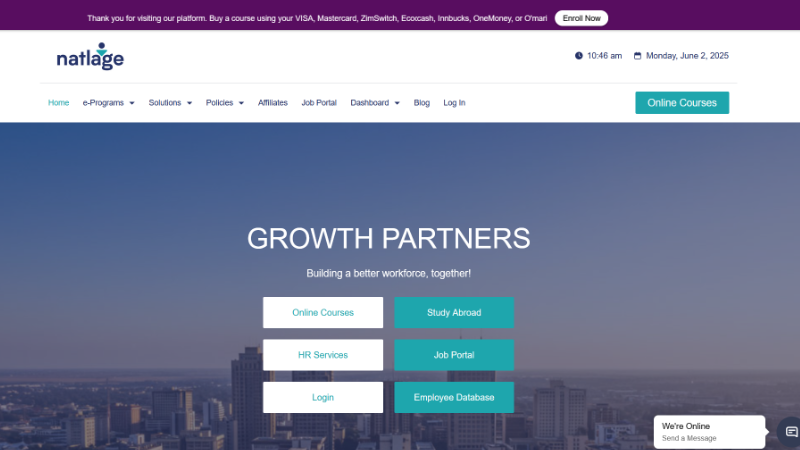 Thank you for visiting our platform. Buy a course using your VISA, Mastercard, ZimSwitch, Ecoxcash, Innbucks, OneMoney, or O'mari Enroll Now
natlage
10:46 am Monday, June 2, 2025
Home e-Programs Solutions Policies Affiliates Job Portal Dashboard Blog Log In Online Courses
GROWTH PARTNERS
Building a better workforce, together!
Online Courses Study Abroad
HR Services Job Portal
Login Employee Database
We're Online
Send a Message